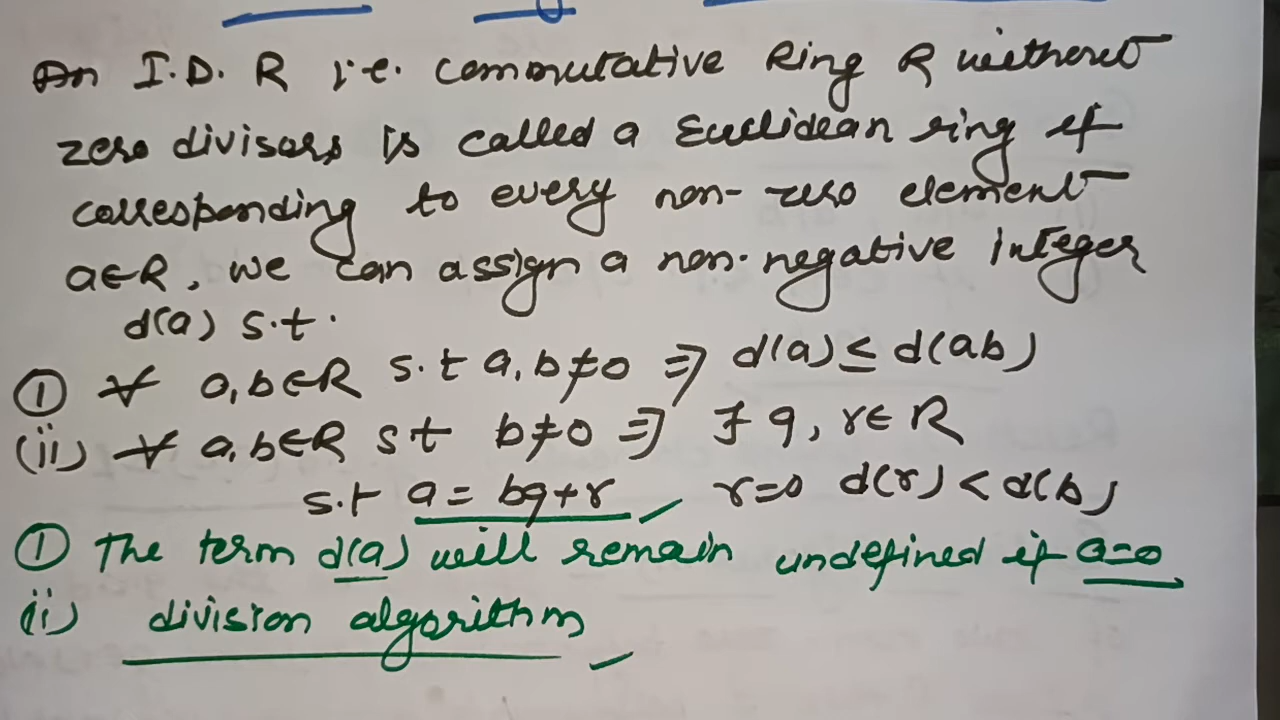 An I.D. R i.e. commutative Ring R without
zero divisors is called a Euclidean ring if
corresponding to every non-zero element
a∈R, we can assign a non-negative integer
d(a) s.t.
① ∀ a,b∈R s.t a,b≠0 ⇒ d(a) ≤ d(ab)
(ii) ∀ a,b∈R st b≠0 ⇒ ∃ q, r∈R
s.t a = bq+r r=0 d(r) < d(b)
① The term d(a) will remain undefined if a=0
(ii) division algorithm